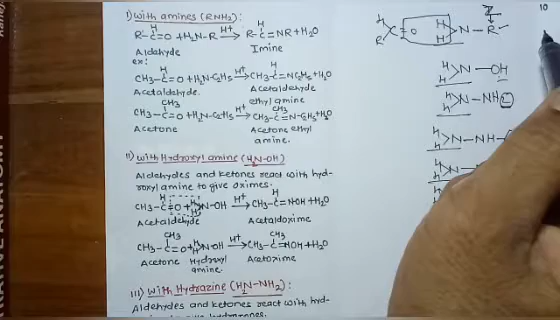 I) With amines (RNH2):
H H
R-C=O + H2N-R H+ R-C=NR + H2O
Aldehyde Imine
ex:
H H
CH3-C=O + H2N-C2H5 H+ CH3-C=NC2H5 + H2O
Acetaldehyde. Acetaldehyde
ethyl amine
CH3 CH3
CH3-C=O + H2N-C2H5 H+ CH3-C=N-C2H5 + H2O
Acetone Acetone ethyl
amine.
II) With Hydroxyl amine (H2N-OH)
Aldehydes and ketones react with hyd-
roxyl amine to give oximes.
H H
CH3-C=O + H2N-OH H+ CH3-C=NOH + H2O
Acetaldehyde Acetaldoxime
CH3 CH3
CH3-C=O + H2N-OH H+ CH3-C=NOH + H2O
Acetone Hydroxyl Acetoxime
amine.
III) With Hydrazine (H2N-NH2):
Aldehydes and ketones react with hyd-
Z 10
H H
R C=O H N-R
H
H N-OH
H
H N-NH2
H
H N-NH-
H
H N